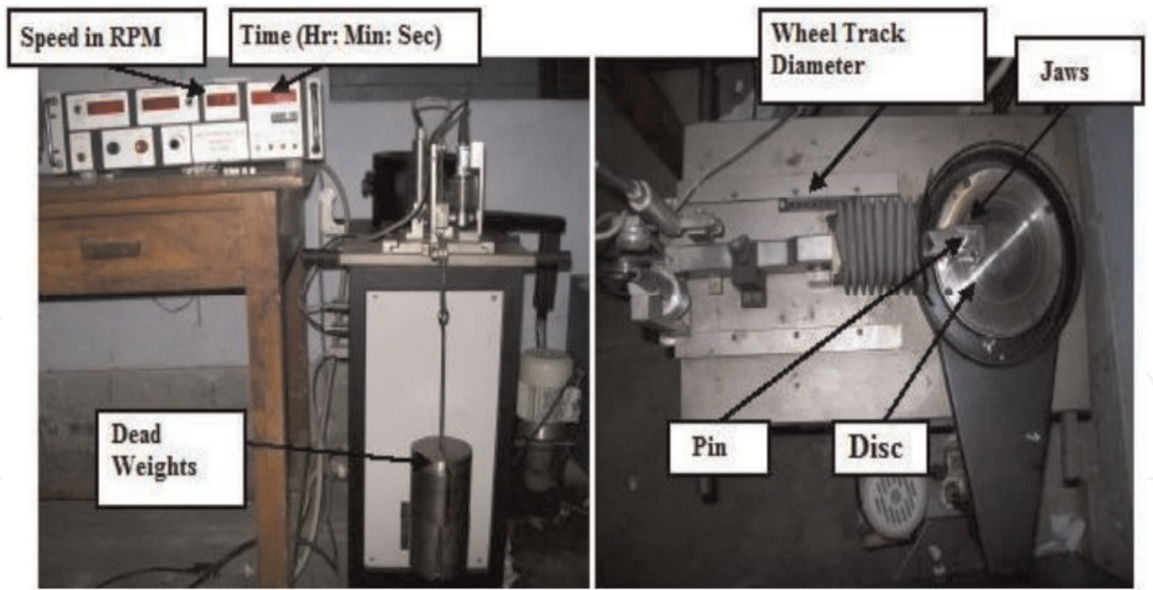 Speed in RPM
Time (Hr: Min: Sec)
Wheel Track
Diameter
Jaws
Dead
Weights
Pin
Disc